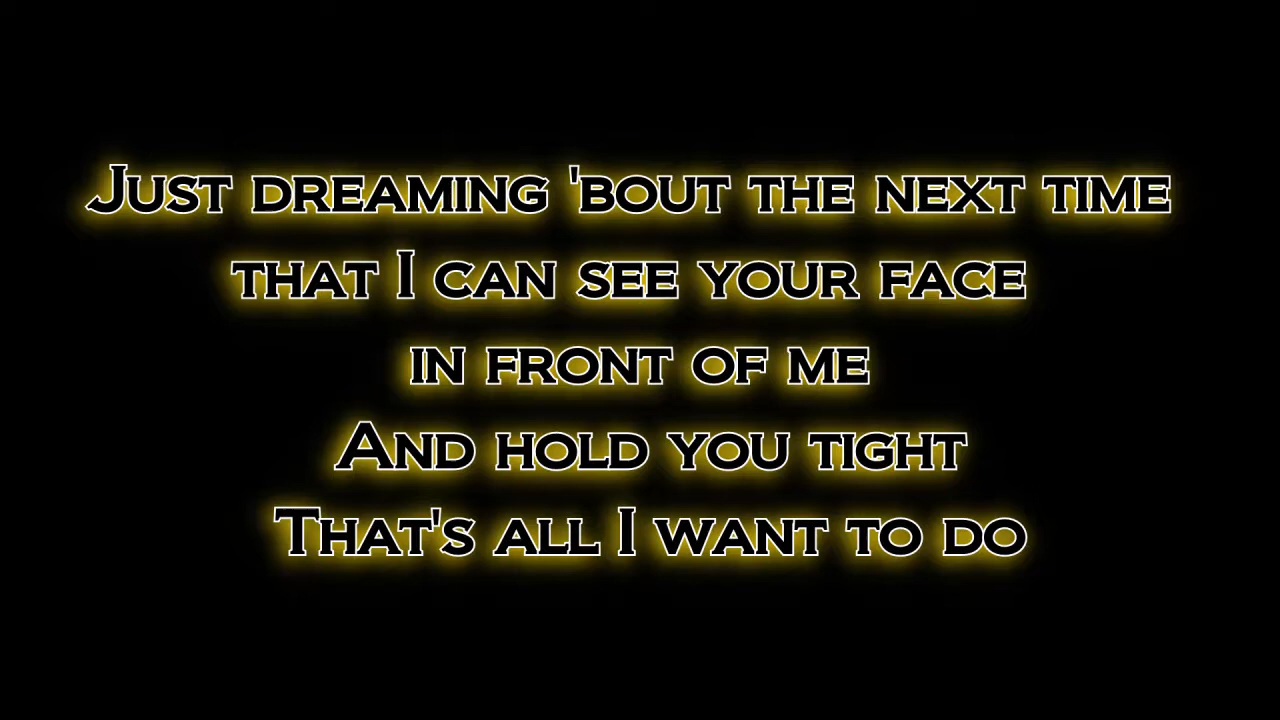 Just dreaming 'bout the next time
that I can see your face
in front of me
And hold you tight
That's all I want to do